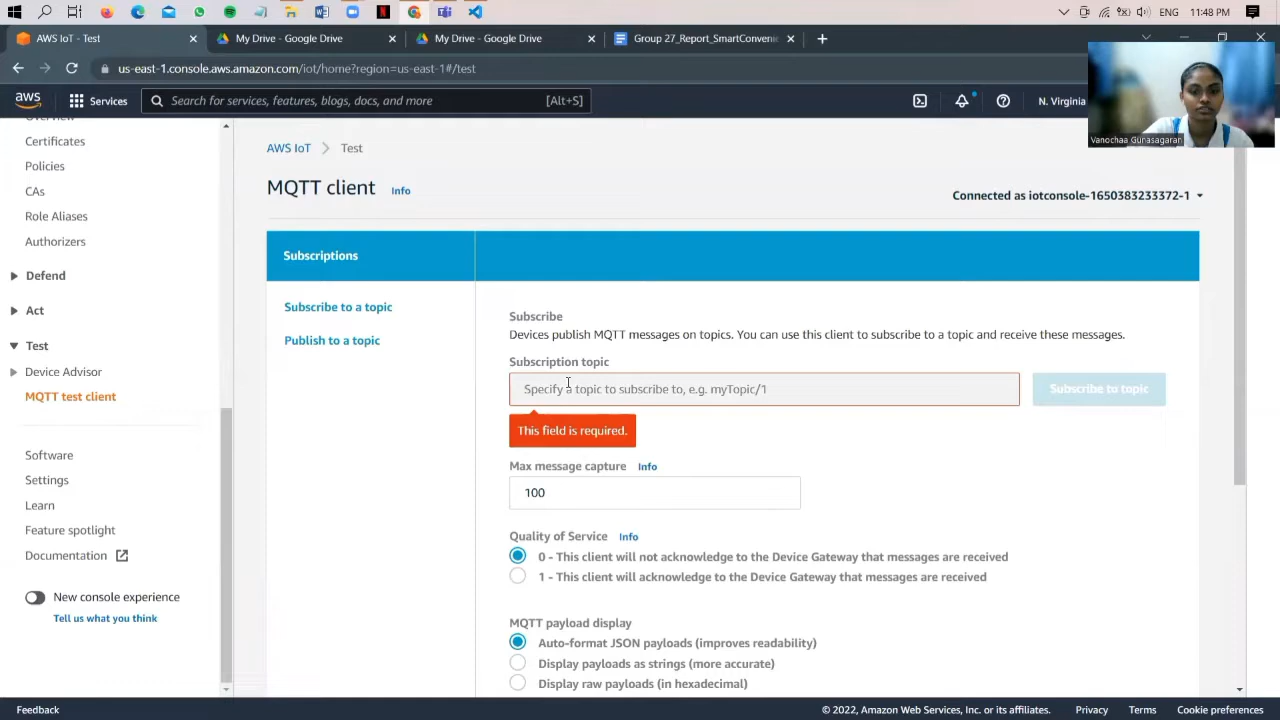 ENG 11:48 PM
AWS IoT - Test
My Drive - Google Drive
My Drive - Google Drive
Group 27_Report_SmartConveni
us-east-1.console.aws.amazon.com/iot/home?region=us-east-1#/test
aws
Services
Search for services, features, blogs, docs, and more
[Alt+S]
N. Virginia
Vanochaa Gunasagaran
Certificates
Policies
CAs
Role Aliases
Authorizers
Defend
Act
Test
Device Advisor
MQTT test client
Software
Settings
Learn
Feature spotlight
Documentation
New console experience
Tell us what you think
AWS IoT > Test
MQTT client Info
Connected as iotconsole-1650383233372-1
Subscriptions
Subscribe to a topic
Publish to a topic
Subscribe
Devices publish MQTT messages on topics. You can use this client to subscribe to a topic and receive these messages.
Subscription topic
Specify a topic to subscribe to, e.g. myTopic/1
Subscribe to topic
This field is required.
Max message capture Info
100
Quality of Service Info
0 - This client will not acknowledge to the Device Gateway that messages are received
1 - This client will acknowledge to the Device Gateway that messages are received
MQTT payload display
Auto-format JSON payloads (improves readability)
Display payloads as strings (more accurate)
Display raw payloads (in hexadecimal)
Feedback
© 2022, Amazon Web Services, Inc. or its affiliates.
Privacy
Terms
Cookie preferences